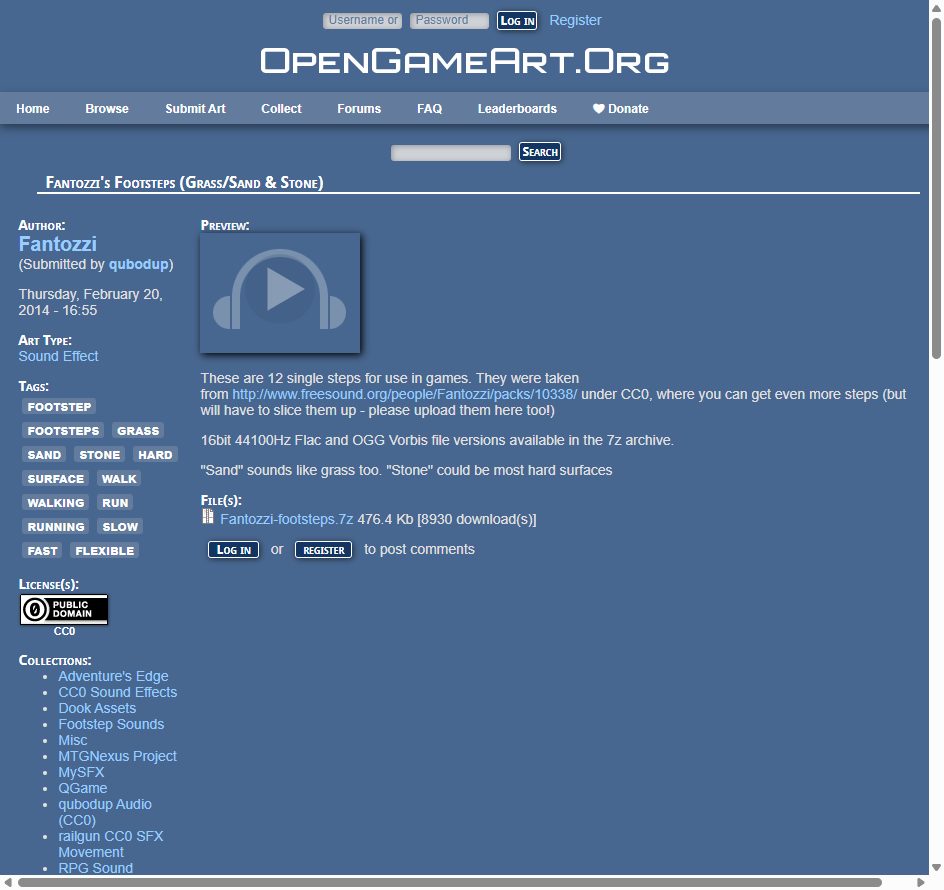 Username or
Password
Log in
Register
OpenGameArt.Org
Home
Browse
Submit Art
Collect
Forums
FAQ
Leaderboards
Donate
Search
Fantozzi's Footsteps (Grass/Sand & Stone)
Author:
Fantozzi
(Submitted by qubodup)
Thursday, February 20,
2014 - 16:55
Art Type:
Sound Effect
Tags:
FOOTSTEP
FOOTSTEPS GRASS
SAND STONE HARD
SURFACE WALK
WALKING RUN
RUNNING SLOW
FAST FLEXIBLE
License(s):
PUBLIC
DOMAIN
CC0
Collections:
Adventure's Edge
CC0 Sound Effects
Dook Assets
Footstep Sounds
Misc
MTGNexus Project
MySFX
QGame
qubodup Audio
(CC0)
railgun CC0 SFX
Movement
RPG Sound
Preview:
These are 12 single steps for use in games. They were taken
from http://www.freesound.org/people/Fantozzi/packs/10338/ under CC0, where you can get even more steps (but
will have to slice them up - please upload them here too!)
16bit 44100Hz Flac and OGG Vorbis file versions available in the 7z archive.
"Sand" sounds like grass too. "Stone" could be most hard surfaces
File(s):
Fantozzi-footsteps.7z 476.4 Kb [8930 download(s)]
Log in or register to post comments